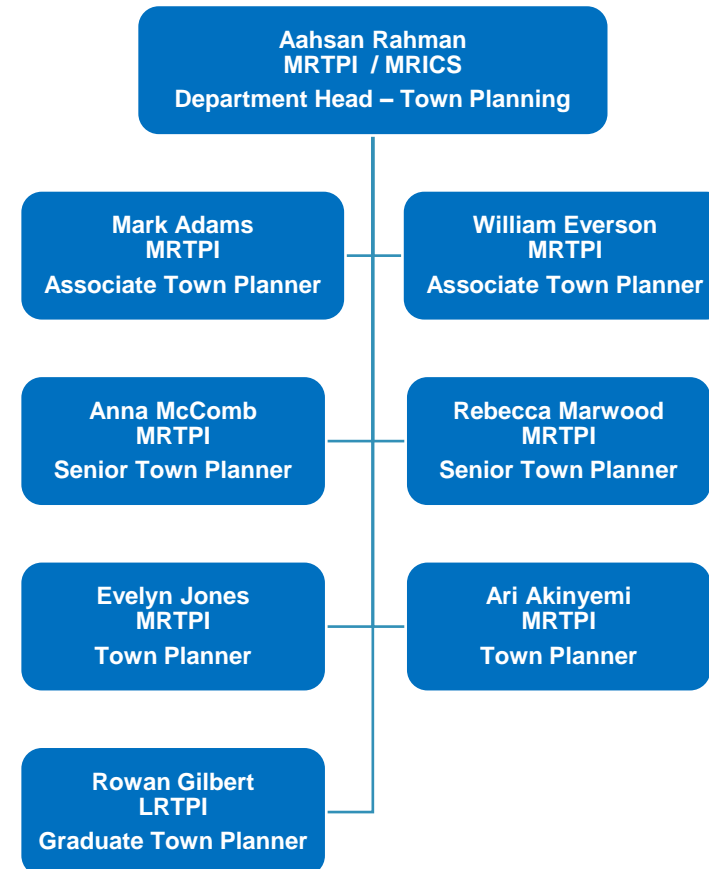 Aahsan Rahman
MRTPI / MRICS
Department Head – Town Planning
Mark Adams
MRTPI
Associate Town Planner
William Everson
MRTPI
Associate Town Planner
Anna McComb
MRTPI
Senior Town Planner
Rebecca Marwood
MRTPI
Senior Town Planner
Evelyn Jones
MRTPI
Town Planner
Ari Akinyemi
MRTPI
Town Planner
Rowan Gilbert
LRTPI
Graduate Town Planner